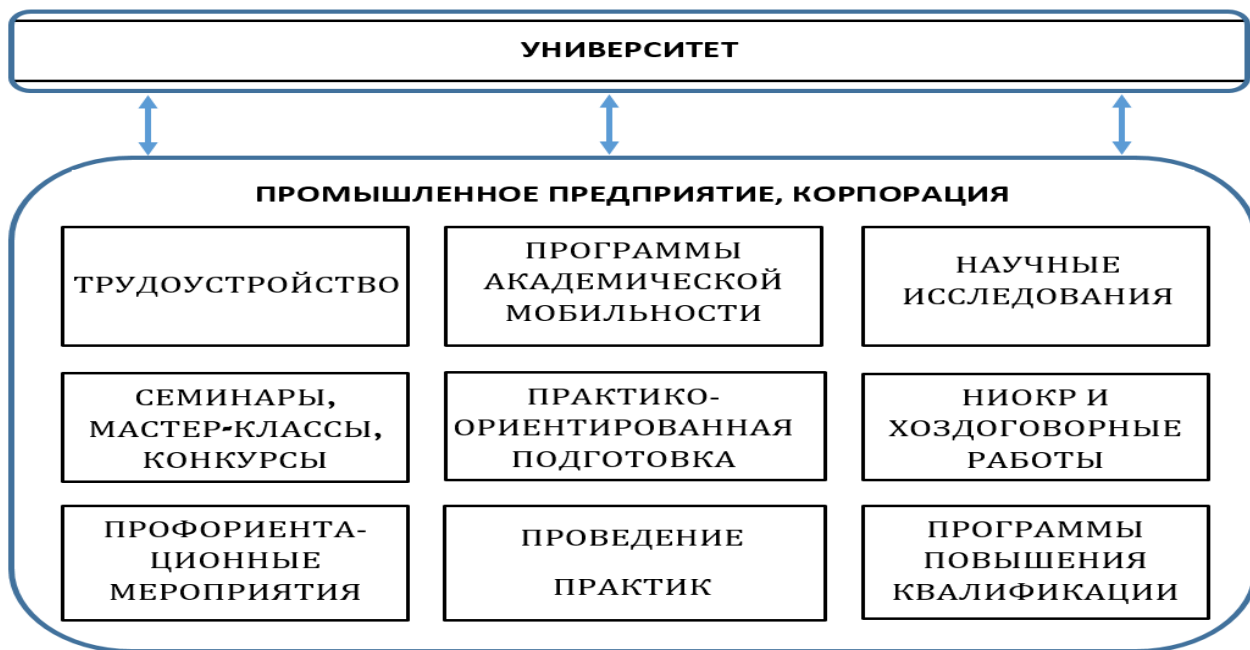 УНИВЕРСИТЕТ
ПРОМЫШЛЕННОЕ ПРЕДПРИЯТИЕ, КОРПОРАЦИЯ
ТРУДОУСТРОЙСТВО
ПРОГРАММЫ
АКАДЕМИЧЕСКОЙ
МОБИЛЬНОСТИ
НАУЧНЫЕ
ИССЛЕДОВАНИЯ
СЕМИНАРЫ,
МАСТЕР-КЛАССЫ,
КОНКУРСЫ
ПРАКТИКО-
ОРИЕНТИРОВАННАЯ
ПОДГОТОВКА
НИОКР И
ХОЗДОГОВОРНЫЕ
РАБОТЫ
ПРОФОРИЕНТА-
ЦИОННЫЕ
МЕРОПРИЯТИЯ
ПРОВЕДЕНИЕ
ПРАКТИК
ПРОГРАММЫ
ПОВЫШЕНИЯ
КВАЛИФИКАЦИИ